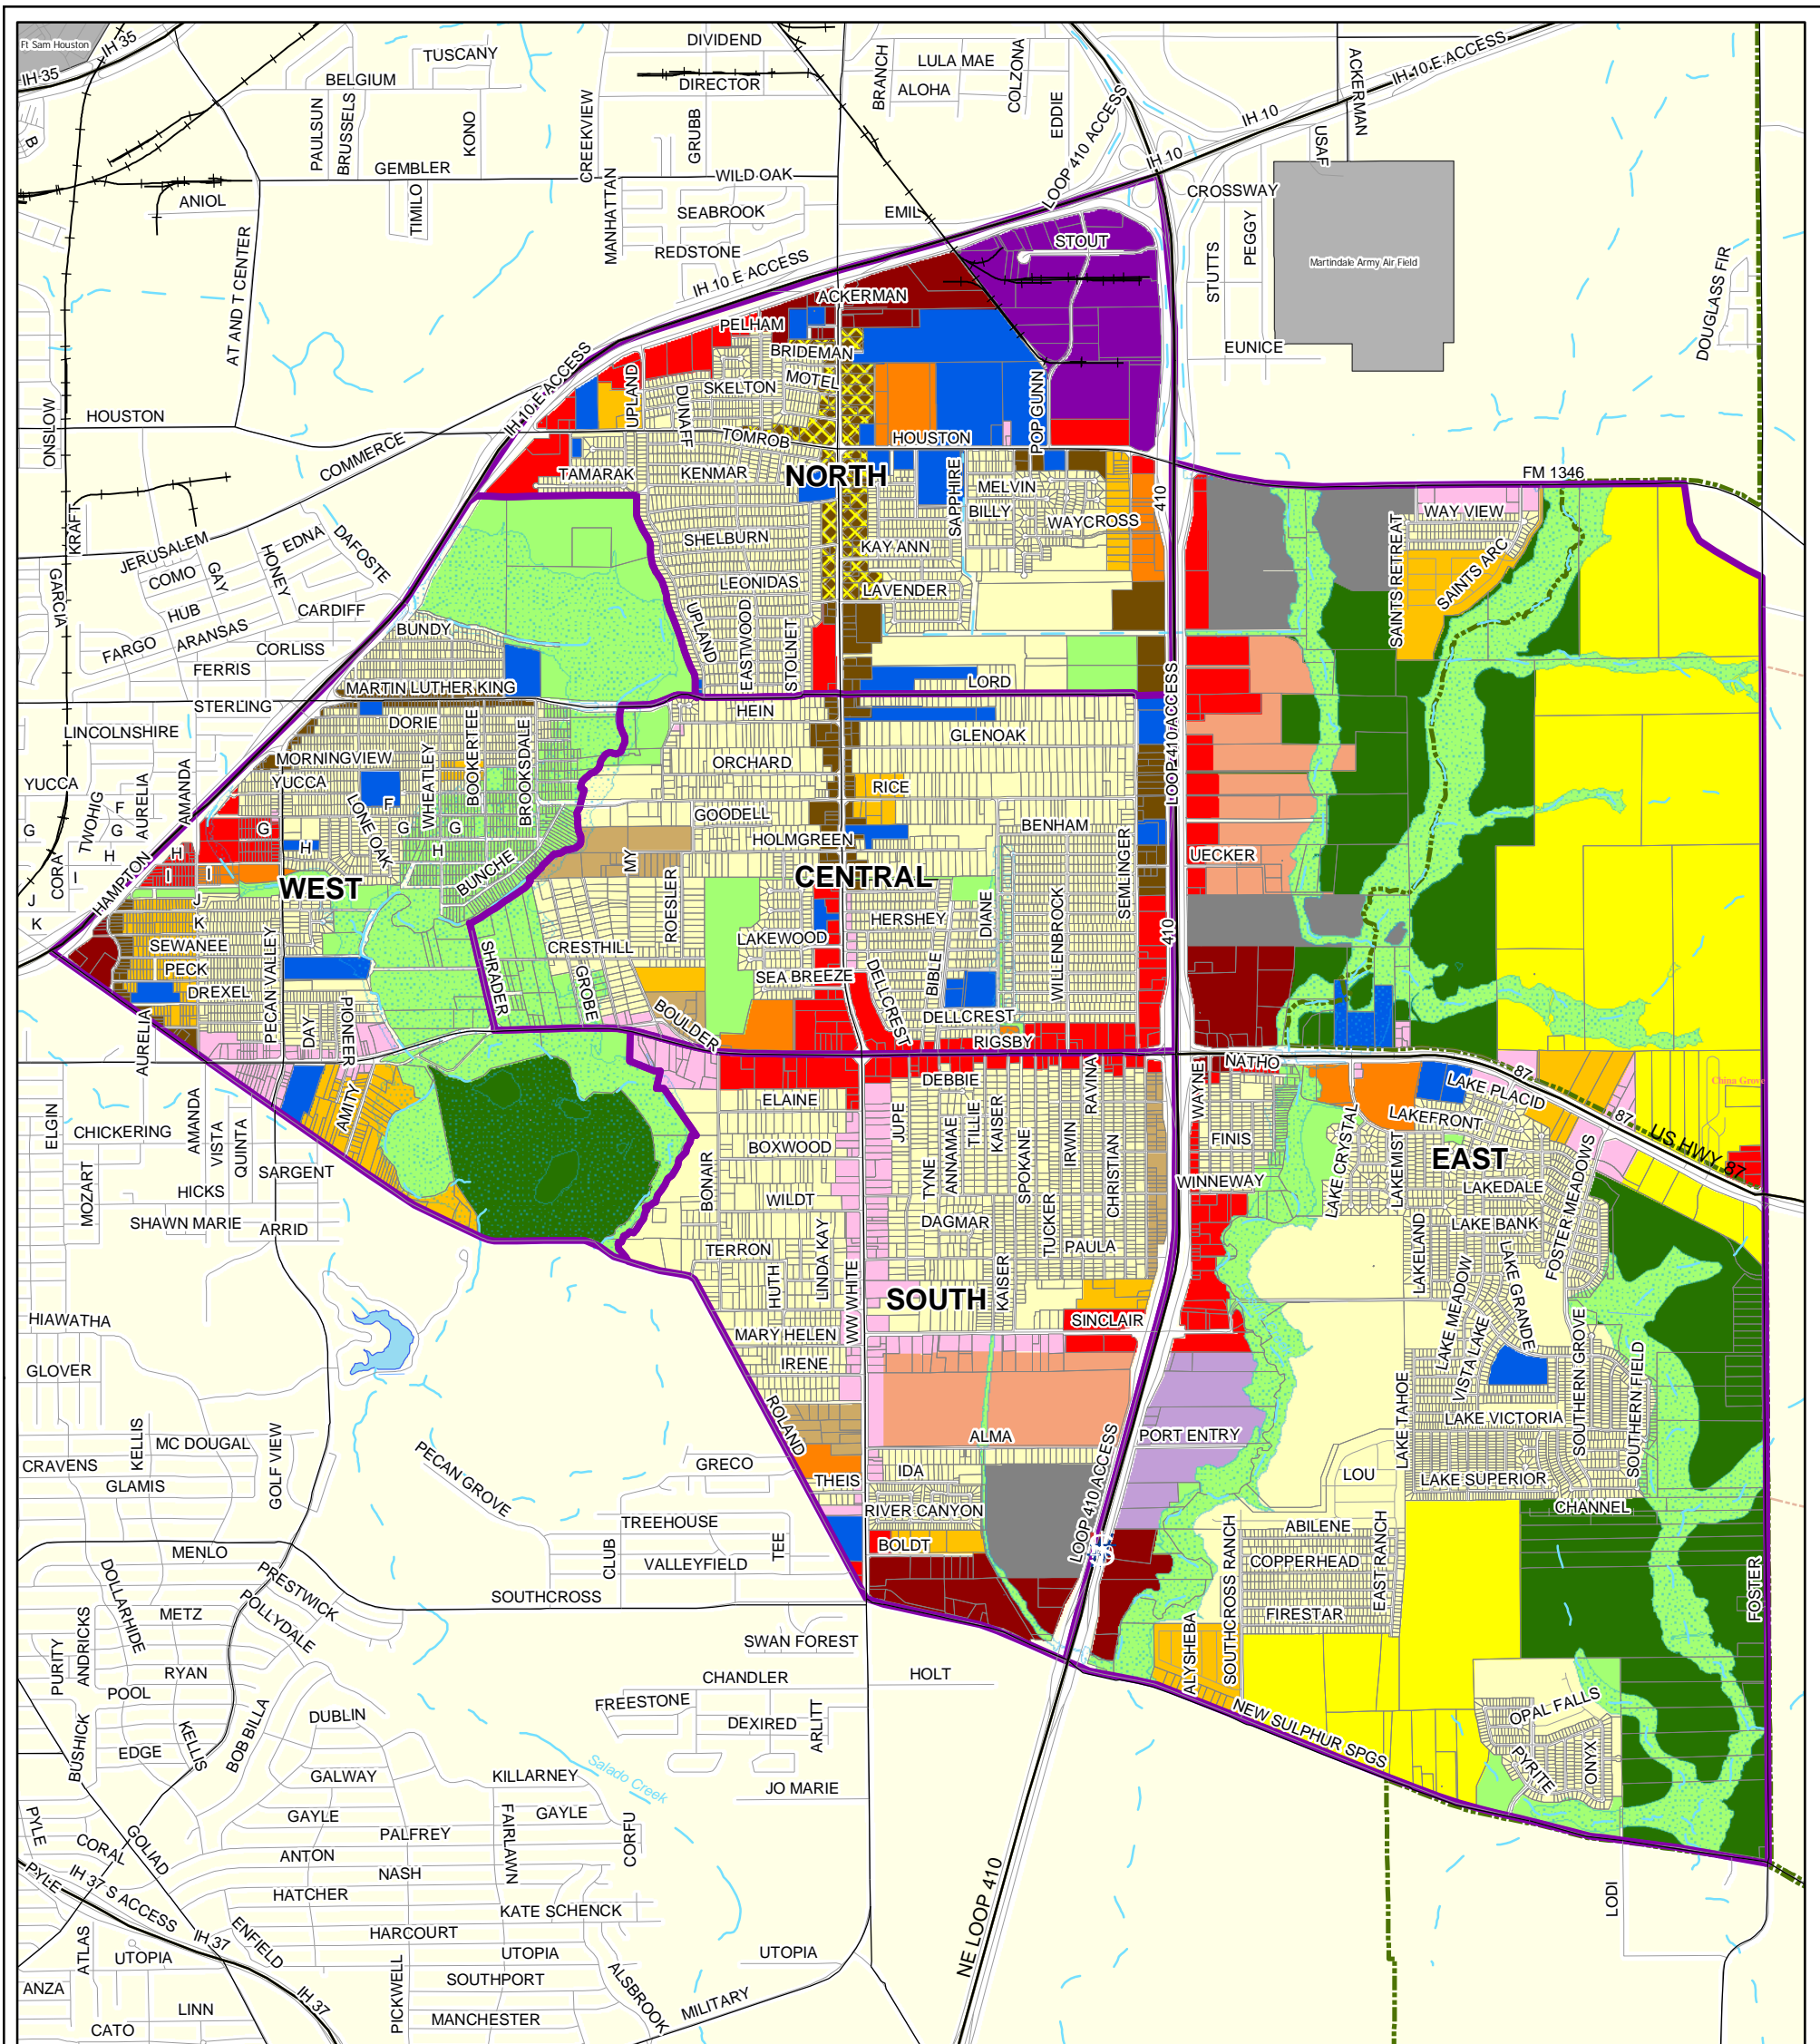 Ft Sam Houston
IH 35
IH 35
TUSCANY
BELGIUM
DIVIDEND
DIRECTOR
BRANCH
LULA MAE
ALOHA
COLZONA
EDDIE
ACKERMAN
IH 10 E ACCESS
IH 10
USAF
B
PAULSUN
BRUSSELS
KONO
CREEKVIEW
GRUBB
LOOP 410 ACCESS
IH 10
GEMBLER
WILD OAK
ANIOL
TIMILO
MANHATTAN
SEABROOK
EMIL
CROSSWAY
PEGGY
REDSTONE
STOUT
STUTTS
Martindale Army Air Field
AT AND T CENTER
IH 10 E ACCESS
ACKERMAN
DOUGLASS FIR
PELHAM
BRIDEMAN
EUNICE
IH 10 E ACCESS
UPLAND
DUNAFF
SKELTON
MOTEL
POP GUNN
ONSLOW
HOUSTON
COMMERCE
TOMROB
HOUSTON
TAMARAK
KENMAR
NORTH
SAPPHIRE
MELVIN
BILLY
410
FM 1346
WAY VIEW
KRAFT
WAYCROSS
SHELBURN
KAY ANN
SAINTS RETREAT
SAINTS ARC
JERUSALEM
COMO
GAY
HONEY
EDNA
DAFOSTE
GARCIA
HUB
CARDIFF
LEONIDAS
LAVENDER
FARGO
ARANSAS
CORLISS
FERRIS
BUNDY
UPLAND
EASTWOOD
STOLNET
LORD
LOOP 410 ACCESS
MARTIN LUTHER KING
STERLING
HEIN
GLENOAK
LINCOLNSHIRE
DORIE
MORNINGVIEW
ORCHARD
YUCCA
YUCCA
WHEATLEY
BOOKERTEE
BROOKSDALE
RICE
TWOHIG
AURELIA
AMANDA
F
G
G
H
H
I
I
I
F
G
G
G
H
H
LONE OAK
GOODELL
BENHAM
HOLMGREEN
MY
UECKER
CORA
J
K
HAMPTON
WEST
BUNCHE
CENTRAL
J
K
ROESLER
HERSHEY
DIANE
WILLENBROCK
SEMLINGER
SEWANEE
PECK
DREXEL
PECAN VALLEY
SHRADER
CRESTHILL
GROBE
LAKEWOOD
SEA BREEZE
DELLCREST
BIBLE
410
AURELIA
DAY
PIONEER
BOULDER
DELLCREST
RIGSBY
NATHO
87
China Grove
AMITY
DEBBIE
LAKE PLACID
ELGIN
CHICKERING
AMANDA
VISTA
QUINTA
ELAINE
JUPE
TILLIE
KAISER
RAVINA
WAYNE
LAKEFRONT
87
US HWY 87
BOXWOOD
TYNE
ANNAMAE
SPOKANE
IRWIN
CHRISTIAN
FINIS
LAKE CRYSTAL
LAKEMIST
EAST
FOSTER MEADOWS
SARGENT
HICKS
MOZART
BONAIR
WILDT
WINNEWAY
LAKEDALE
SHAWN MARIE
ARRID
DAGMAR
TUCKER
PAULA
LAKE BANK
TERRON
HUTH
LINDA KAY
WW WHITE
SOUTH
KAISER
LAKELAND
LAKE MEADOW
LAKE GRANDE
HIAWATHA
SINCLAIR
MARY HELEN
IRENE
GLOVER
VISTA LAKE
SOUTHERN GROVE
SOUTHERN FIELD
KELLIS
GOLF VIEW
ROLAND
LAKE TAHOE
MC DOUGAL
CRAVENS
GLAMIS
PECAN GROVE
ALMA
PORT ENTRY
LAKE VICTORIA
GRECO
THEIS
IDA
LOU
LAKE SUPERIOR
CHANNEL
TREEHOUSE
RIVER CANYON
LOOP 410 ACCESS
CLUB
TEE
MENLO
VALLEYFIELD
BOLDT
ABILENE
COPPERHEAD
SOUTHCROSS RANCH
EAST RANCH
DOLLARHIDE
PRESTWICK
SOUTHCROSS
FIRESTAR
FOSTER
METZ
POLLYDALE
PURITY
ANDRICKS
RYAN
SWAN FOREST
ALYSHEBA
CHANDLER
HOLT
POOL
FREESTONE
DEXIRED
ARLITT
NEW SULPHUR SPGS
OPAL FALLS
BUSHICK
EDGE
KELLIS
BOB BILLA
DUBLIN
PYRITE
ONYX
GALWAY
KILLARNEY
Salado Creek
JO MARIE
PYLE
GAYLE
GAYLE
CORAL
GOLIAD
PALFREY
FAIRLAWN
CORFU
ANTON
PYLE
IH 37 S ACCESS
NASH
HATCHER
KATE SCHENCK
LODI
IH 37
ENFIELD
HARCOURT
NE LOOP 410
ATLAS
UTOPIA
UTOPIA
UTOPIA
ANZA
SOUTHPORT
ALSBROOK
IH 37
PICKWELL
LINN
MANCHESTER
MILITARY
CATO